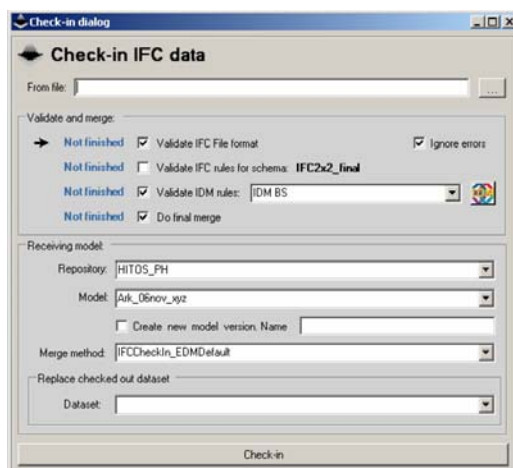 Check-in dialog
Check-in IFC data
From file:
...
Validate and merge:
Not finished Validate IFC File format Ignore errors
Not finished Validate IFC rules for schema: IFC2x2_final
Not finished Validate IDM rules: IDM BS
Not finished Do final merge
Receiving model:
Repository: HITOS_PH
Model: Ark_06nov_xyz
Create new model version. Name
Merge method: IFCCheckIn_EDMDefault
Replace checked out dataset
Dataset:
Check-in